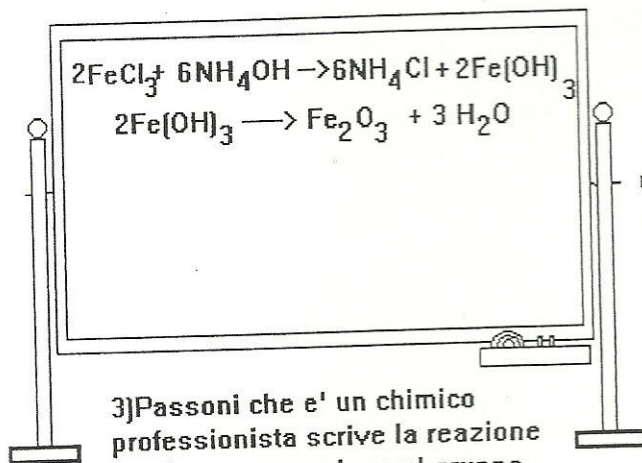 2FeCl₃+ 6NH₄OH —>6NH₄Cl + 2Fe(OH)₃
2Fe(OH)₃ —> Fe₂O₃ + 3 H₂O
3)Passoni che e' un chimico
professionista scrive la reazione